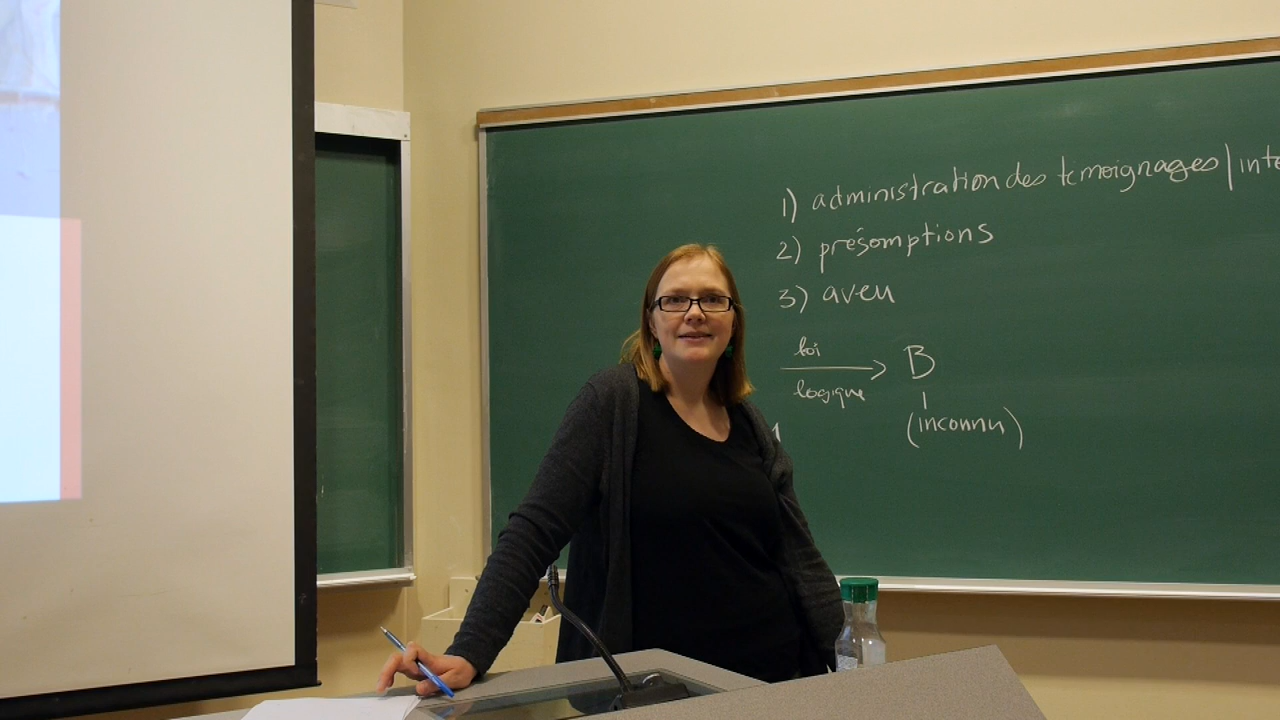 1) administration des témoignages / inte
2) présomptions
3) aveu
loi
logique
B
(inconnu)